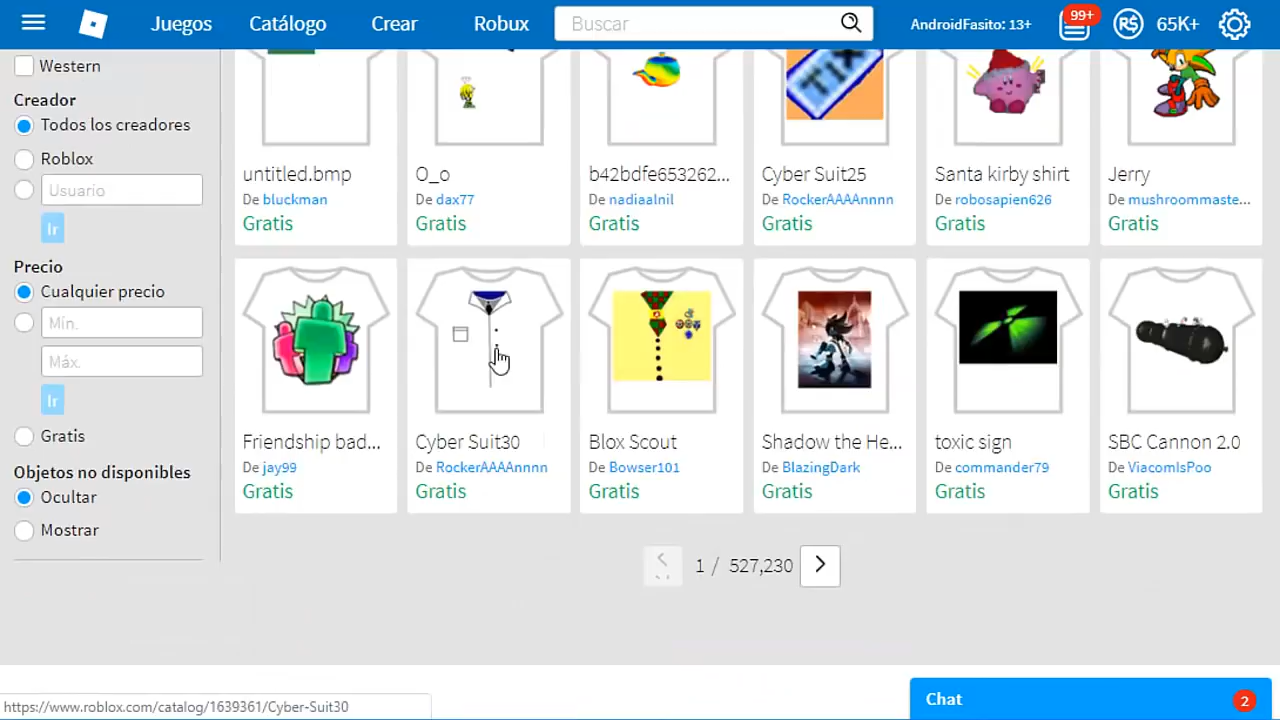 Juegos Catálogo Crear Robux Buscar AndroidFasito: 13+ 99+ R$ 65K+
Western
Creador
Todos los creadores
Roblox
Usuario
Ir
Precio
Cualquier precio
Mín.
Máx.
Ir
Gratis
Objetos no disponibles
Ocultar
Mostrar
TIX
untitled.bmp
De bluckman
Gratis
O_o
De dax77
Gratis
b42bdfe653262...
De nadiaalnil
Gratis
Cyber Suit25
De RockerAAAAnnnn
Gratis
Santa kirby shirt
De robosapien626
Gratis
Jerry
De mushroommaste...
Gratis
Friendship bad...
De jay99
Gratis
Cyber Suit30
De RockerAAAAnnnn
Gratis
Blox Scout
De Bowser101
Gratis
Shadow the He...
De BlazingDark
Gratis
toxic sign
De commander79
Gratis
SBC Cannon 2.0
De ViacomIsPoo
Gratis
1 / 527,230
https://www.roblox.com/catalog/1639361/Cyber-Suit30
Chat 2